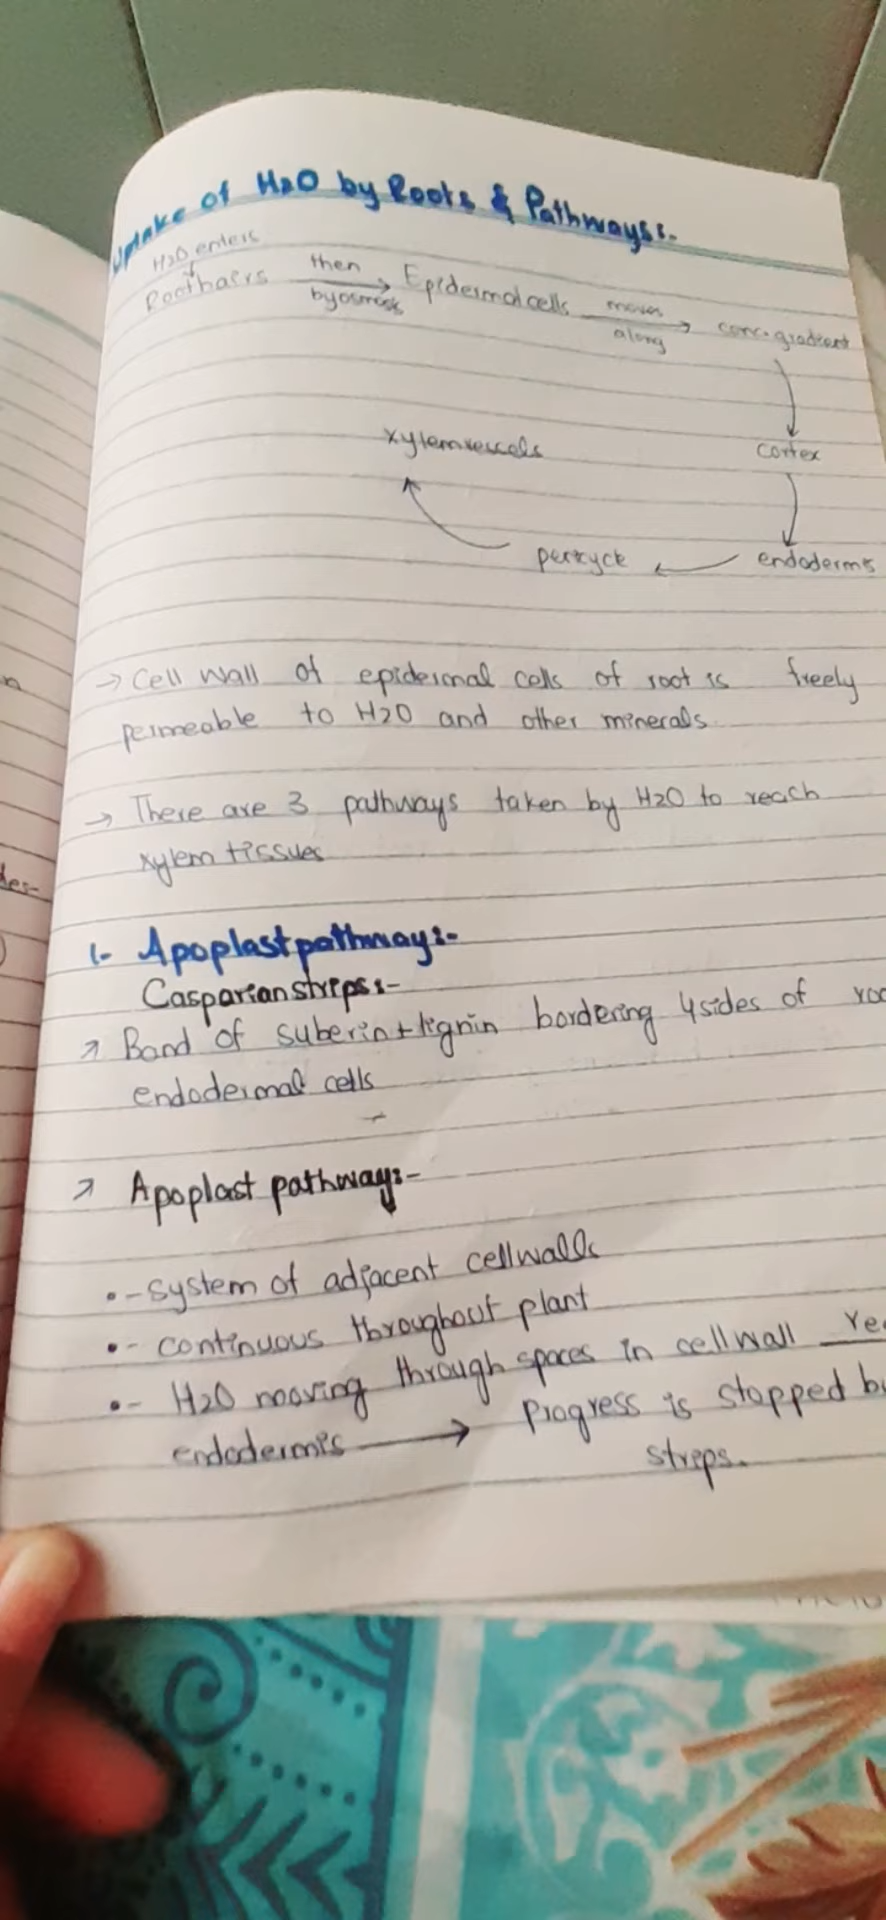 Uptake of H2O by Roots & Pathways:-
H2O enters
Roothairs then by osmosis Epidermal cells moves along conc. gradient
xylem vessels cortex
pericycle endodermis
→ Cell wall of epidermal cells of root is freely
permeable to H2O and other minerals.
→ There are 3 pathways taken by H2O to reach
xylem tissues
1- Apoplast pathway:-
Casparian strips:-
Band of suberin + lignin bordering 4 sides of
endodermal cells
Apoplast pathway:-
•- system of adjacent cellwalls
•- continuous throughout plant
•- H2O moving through spaces in cellwall
endodermis → Progress is stopped
streps.